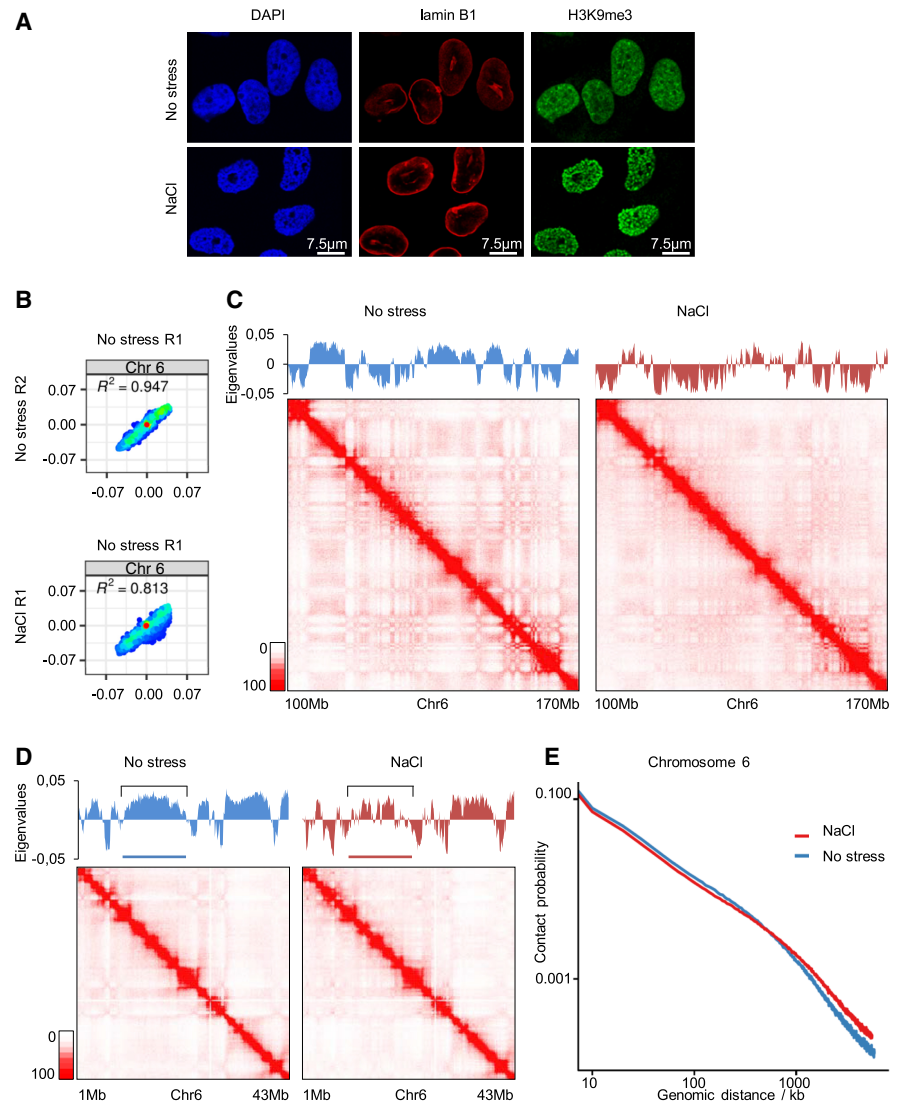 A
DAPI
lamin B1
H3K9me3
No stress
NaCl
7.5μm
7.5μm
7.5μm
B
No stress R1
Chr 6
R² = 0.947
No stress R2
0.07
0.00
-0.07
-0.07 0.00 0.07
No stress R1
Chr 6
R² = 0.813
NaCl R1
0.07
0.00
-0.07
-0.07 0.00 0.07
C
No stress
NaCl
Eigenvalues
0,05
0
-0.05
0
100
100Mb Chr6 170Mb
100Mb Chr6 170Mb
D
No stress
NaCl
Eigenvalues
0,05
-0,05
0
100
1Mb Chr6 43Mb
1Mb Chr6 43Mb
E
Chromosome 6
Contact probability
0.100
0.001
NaCl
No stress
10 100 1000
Genomic distance / kb